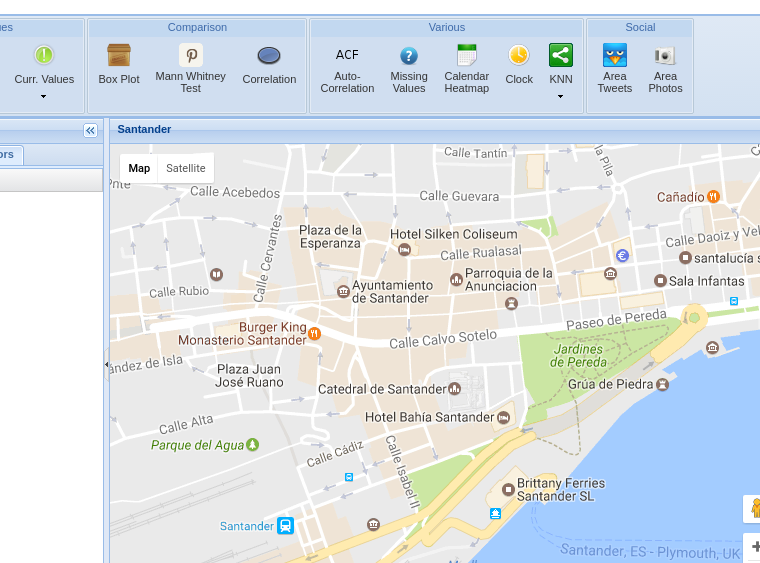 ues
Comparison
Various
Social
Curr. Values
Box Plot
Mann Whitney
Test
Correlation
ACF
Auto-
Correlation
?
Missing
Values
Calendar
Heatmap
Clock
KNN
Area
Tweets
Area
Photos
Santander
ors
Map
Satellite
Calle Tantín
la Pía
nte
Calle Acebedos
Calle Guevara
Cañadío
Calle Cervantes
Plaza de la
Esperanza
Hotel Silken Coliseum
Calle Rualasal
Calle Daoiz y Vel
€
santalucía s
Parroquia de la
Anunciacion
Sala Infantas
Ayuntamiento
de Santander
Calle Rubio
Burger King
Monasterio Santander
Calle Calvo Sotelo
Paseo de Pereda
Jardines
de Pereda
andez de Isla
Plaza Juan
José Ruano
Catedral de Santander
Grúa de Piedra
Hotel Bahía Santander
Calle Alta
Parque del Agua
Calle Cádiz
Calle Isabel II
Brittany Ferries
Santander SL
Santander
Santander, ES - Plymouth, UK